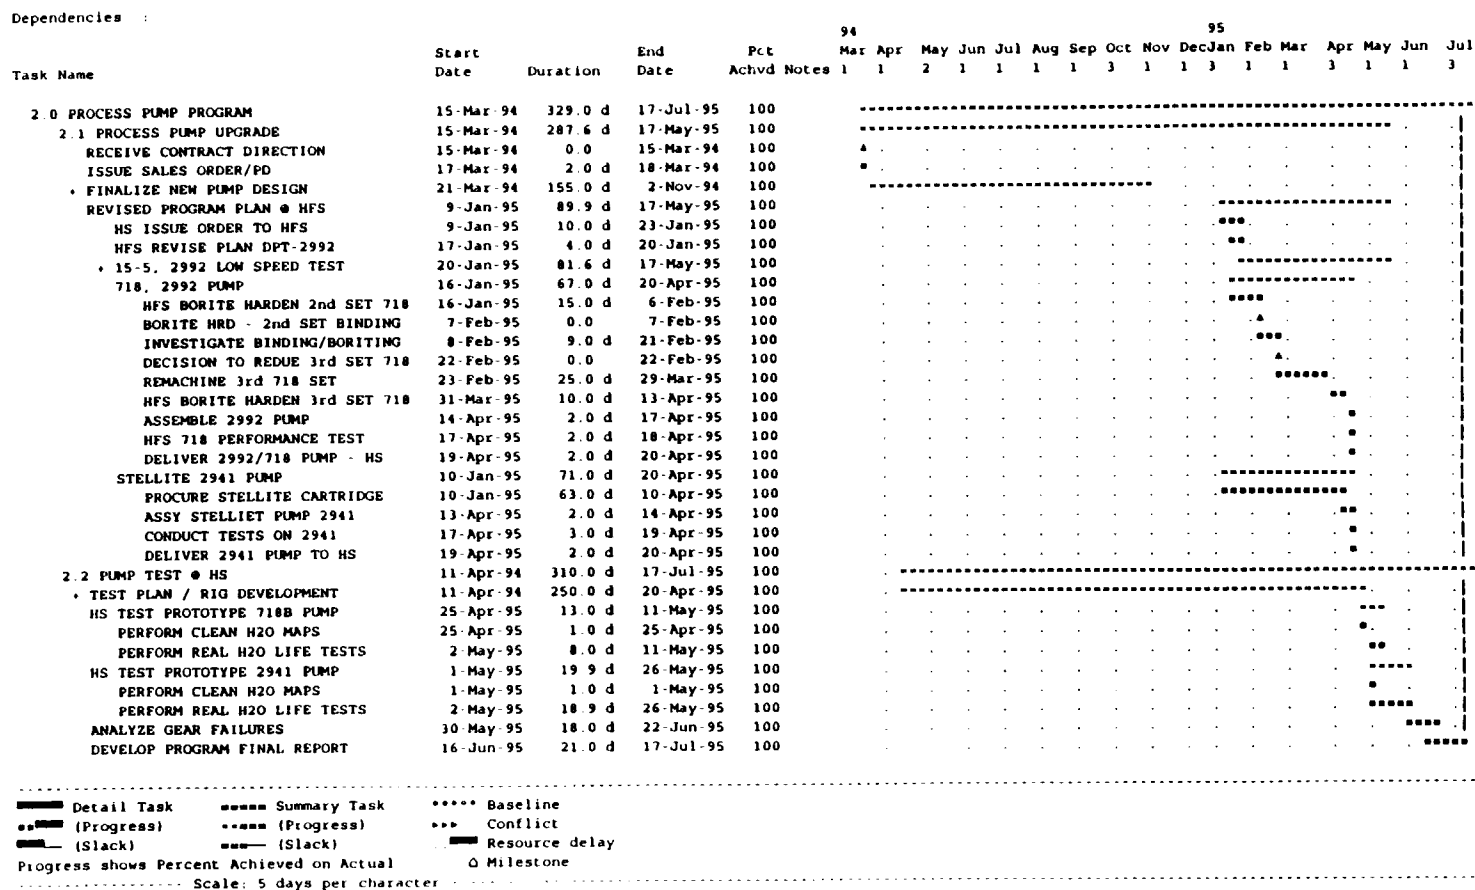 Dependencies :
94 95
Start End Pct Mar Apr May Jun Jul Aug Sep Oct Nov Dec Jan Feb Mar Apr May Jun Jul
Task Name Date Duration Date Achvd Notes 1 1 2 1 1 1 1 3 1 1 3 1 1 3 1 1 3
2.0 PROCESS PUMP PROGRAM 15-Mar-94 329.0 d 17-Jul-95 100
2.1 PROCESS PUMP UPGRADE 15-Mar-94 287.6 d 17-May-95 100
RECEIVE CONTRACT DIRECTION 15-Mar-94 0.0 15-Mar-94 100
ISSUE SALES ORDER/PD 17-Mar-94 2.0 d 18-Mar-94 100
+ FINALIZE NEW PUMP DESIGN 21-Mar-94 155.0 d 2-Nov-94 100
REVISED PROGRAM PLAN @ HFS 9-Jan-95 89.9 d 17-May-95 100
HS ISSUE ORDER TO HFS 9-Jan-95 10.0 d 23-Jan-95 100
HFS REVISE PLAN DPT-2992 17-Jan-95 4.0 d 20-Jan-95 100
+ 15-5, 2992 LOW SPEED TEST 20-Jan-95 81.6 d 17-May-95 100
718, 2992 PUMP 16-Jan-95 67.0 d 20-Apr-95 100
HFS BORITE HARDEN 2nd SET 718 16-Jan-95 15.0 d 6-Feb-95 100
BORITE HRD - 2nd SET BINDING 7-Feb-95 0.0 7-Feb-95 100
INVESTIGATE BINDING/BORITING 8-Feb-95 9.0 d 21-Feb-95 100
DECISION TO REDUE 3rd SET 718 22-Feb-95 0.0 22-Feb-95 100
REMACHINE 3rd 718 SET 23-Feb-95 25.0 d 29-Mar-95 100
HFS BORITE HARDEN 3rd SET 718 31-Mar-95 10.0 d 13-Apr-95 100
ASSEMBLE 2992 PUMP 14-Apr-95 2.0 d 17-Apr-95 100
HFS 718 PERFORMANCE TEST 17-Apr-95 2.0 d 18-Apr-95 100
DELIVER 2992/718 PUMP - HS 19-Apr-95 2.0 d 20-Apr-95 100
STELLITE 2941 PUMP 10-Jan-95 71.0 d 20-Apr-95 100
PROCURE STELLITE CARTRIDGE 10-Jan-95 63.0 d 10-Apr-95 100
ASSY STELLIET PUMP 2941 13-Apr-95 2.0 d 14-Apr-95 100
CONDUCT TESTS ON 2941 17-Apr-95 3.0 d 19-Apr-95 100
DELIVER 2941 PUMP TO HS 19-Apr-95 2.0 d 20-Apr-95 100
2.2 PUMP TEST @ HS 11-Apr-94 310.0 d 17-Jul-95 100
+ TEST PLAN / RIG DEVELOPMENT 11-Apr-94 250.0 d 20-Apr-95 100
HS TEST PROTOTYPE 718B PUMP 25-Apr-95 13.0 d 11-May-95 100
PERFORM CLEAN H2O MAPS 25-Apr-95 1.0 d 25-Apr-95 100
PERFORM REAL H2O LIFE TESTS 2-May-95 8.0 d 11-May-95 100
HS TEST PROTOTYPE 2941 PUMP 1-May-95 19.9 d 26-May-95 100
PERFORM CLEAN H2O MAPS 1-May-95 1.0 d 1-May-95 100
PERFORM REAL H2O LIFE TESTS 2-May-95 18.9 d 26-May-95 100
ANALYZE GEAR FAILURES 30-May-95 18.0 d 22-Jun-95 100
DEVELOP PROGRAM FINAL REPORT 16-Jun-95 21.0 d 17-Jul-95 100
Detail Task Summary Task Baseline
(Progress) (Progress) Conflict
(Slack) (Slack) Resource delay
Progress shows Percent Achieved on Actual Milestone
Scale: 5 days per character